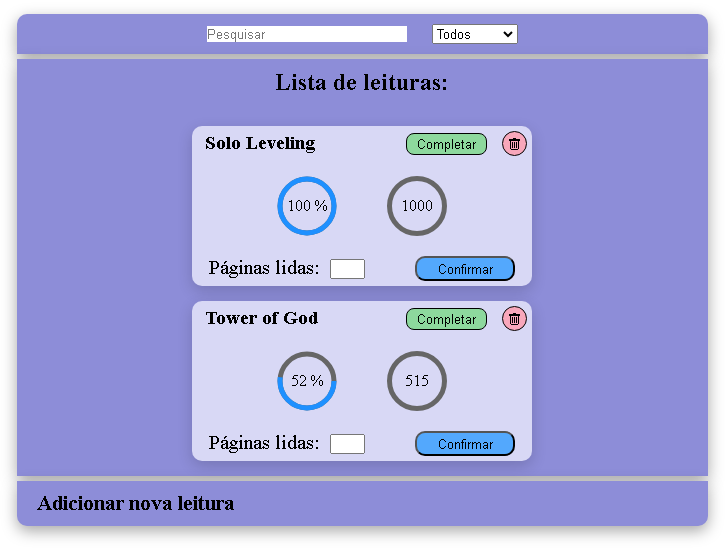 Pesquisar Todos
Lista de leituras:
Solo Leveling Completar
100 % 1000
Páginas lidas: Confirmar
Tower of God Completar
52 % 515
Páginas lidas: Confirmar
Adicionar nova leitura